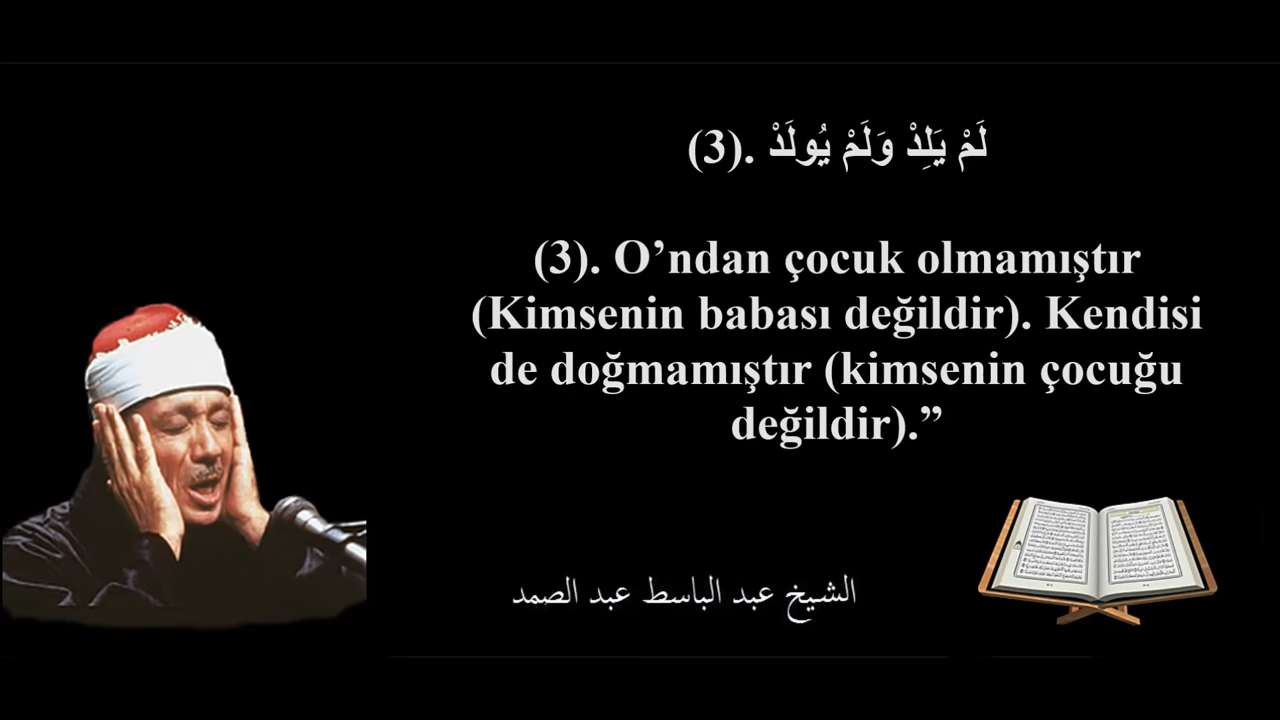 لَمْ يَلِدْ وَلَمْ يُولَدْ .(3)
(3). O’ndan çocuk olmamıştır
(Kimsenin babası değildir). Kendisi
de doğmamıştır (kimsenin çocuğu
değildir).”
الشيخ عبد الباسط عبد الصمد